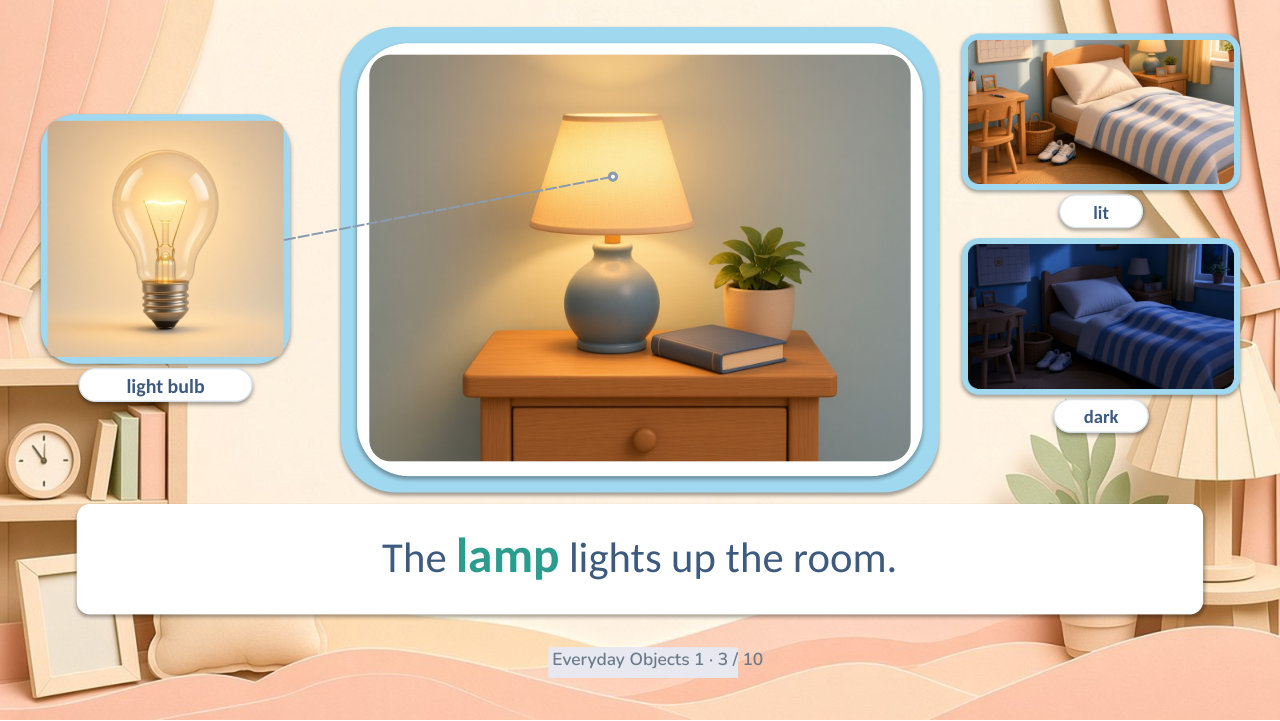 light bulb
lit
dark
The lamp lights up the room.
Everyday Objects 1 · 3 / 10